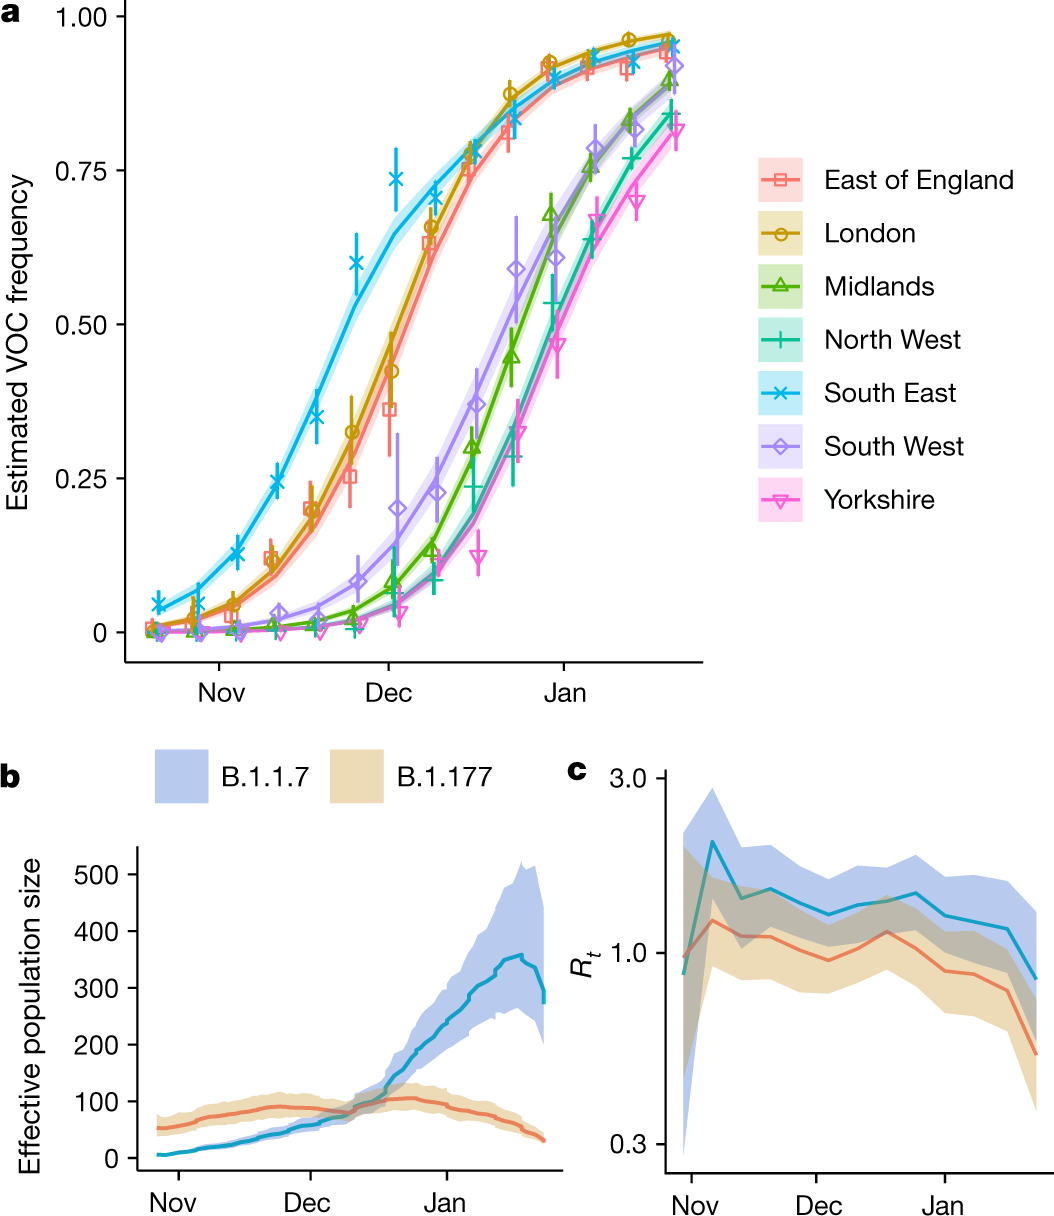 a
Estimated VOC frequency
1.00
0.75
0.50
0.25
0
Nov Dec Jan
East of England
London
Midlands
North West
South East
South West
Yorkshire
b
B.1.1.7 B.1.177
Effective population size
500
400
300
200
100
0
Nov Dec Jan
c
Rt
3.0
1.0
0.3
Nov Dec Jan